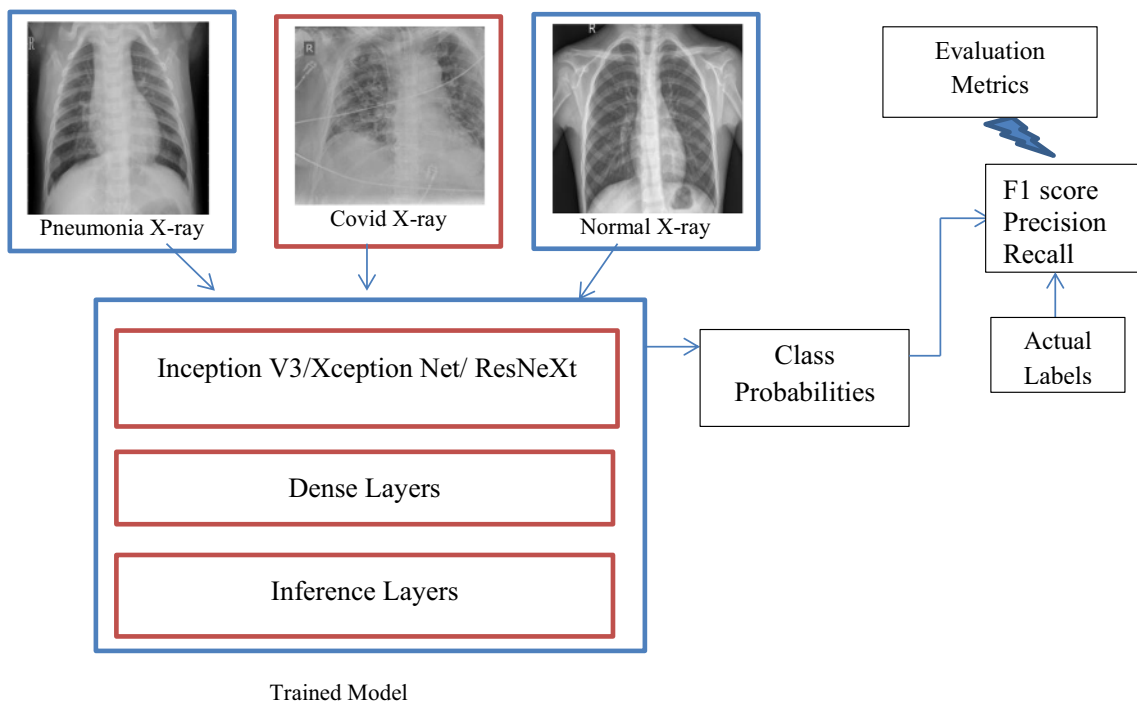 R
Pneumonia X-ray
R
Covid X-ray
R
Normal X-ray
Evaluation
Metrics
F1 score
Precision
Recall
Actual
Labels
Class
Probabilities
Inception V3/Xception Net/ ResNeXt
Dense Layers
Inference Layers
Trained Model